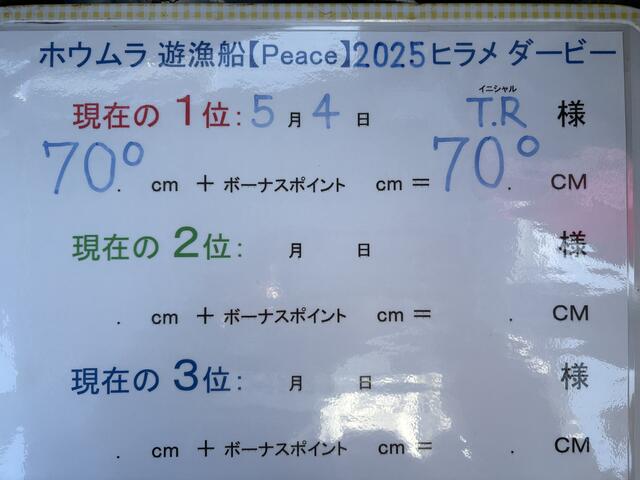 ホウムラ 遊漁船【Peace】2025ヒラメ ダービー
イニシャル
現在の 1位: 5 月 4 日 T.R 様
70.0 cm + ボーナスポイント cm = 70.0 CM
現在の 2位: 月 日 様
. cm + ボーナスポイント cm = . CM
現在の 3位: 月 日 様
. cm + ボーナスポイント cm = . CM